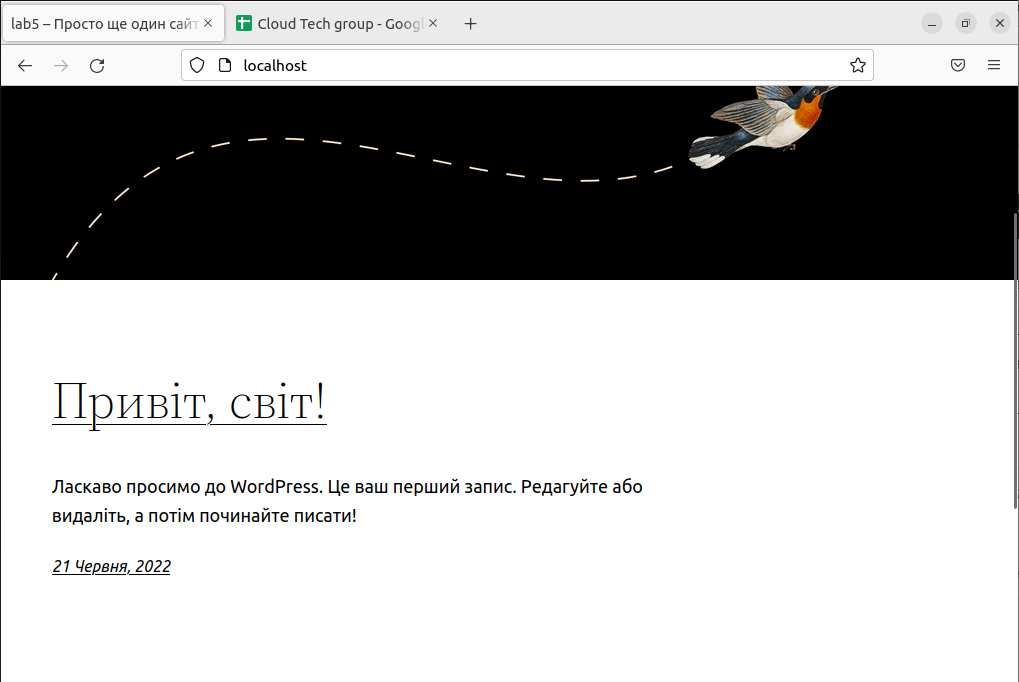 lab5 – Просто ще один сайт
Cloud Tech group - Googl
localhost
Привіт, світ!
Ласкаво просимо до WordPress. Це ваш перший запис. Редагуйте або
видаліть, а потім починайте писати!
21 Червня, 2022